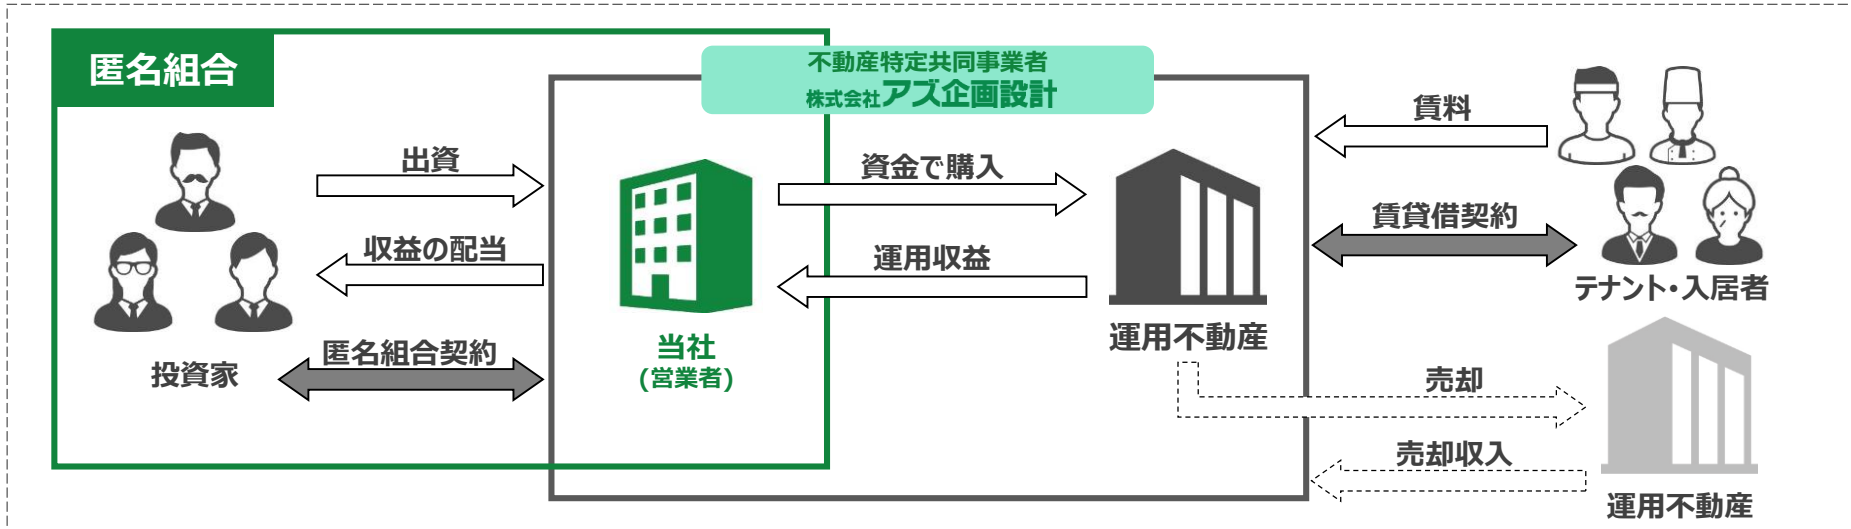 匿名組合
不動産特定共同事業者
株式会社アズ企画設計
出資
収益の配当
匿名組合契約
投資家
当社
(営業者)
資金で購入
運用収益
運用不動産
賃料
賃貸借契約
テナント・入居者
売却
売却収入
運用不動産